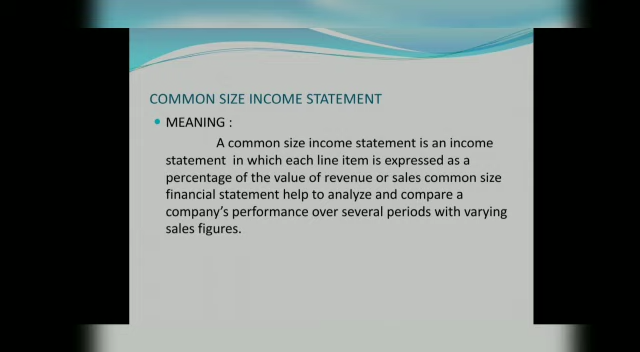 COMMON SIZE INCOME STATEMENT
• MEANING :
A common size income statement is an income
statement in which each line item is expressed as a
percentage of the value of revenue or sales common size
financial statement help to analyze and compare a
company's performance over several periods with varying
sales figures.